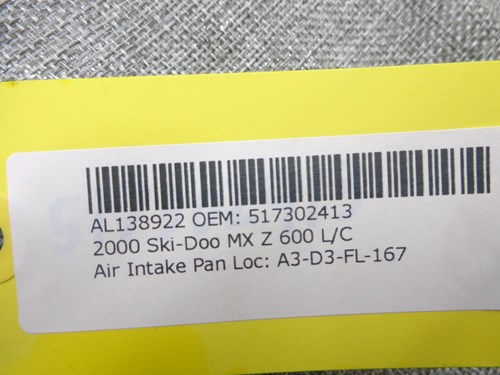 AL138922 OEM: 517302413
2000 Ski-Doo MX Z 600 L/C
Air Intake Pan Loc: A3-D3-FL-167